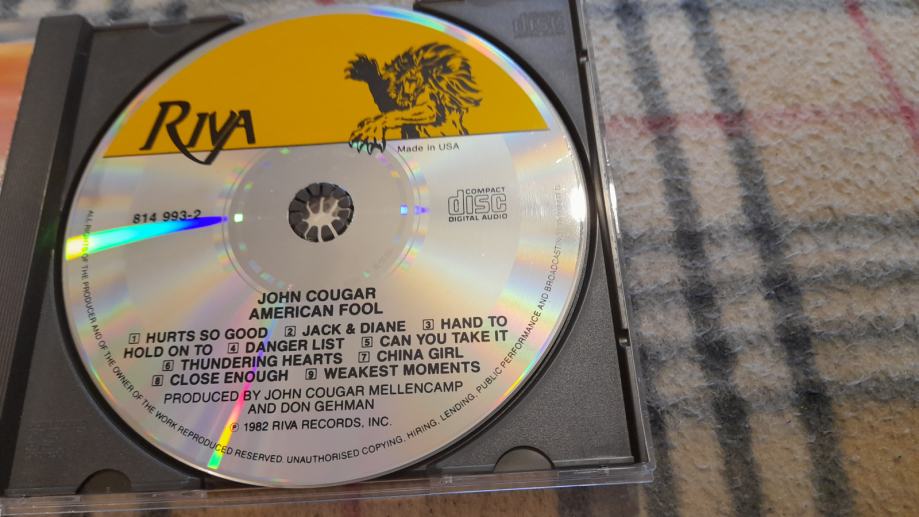 RIVA
Made in USA
814 993-2
COMPACT
disc
DIGITAL AUDIO
JOHN COUGAR
AMERICAN FOOL
1 HURTS SO GOOD 2 JACK & DIANE 3 HAND TO
HOLD ON TO 4 DANGER LIST 5 CAN YOU TAKE IT
6 THUNDERING HEARTS 7 CHINA GIRL
8 CLOSE ENOUGH 9 WEAKEST MOMENTS
PRODUCED BY JOHN COUGAR MELLENCAMP
AND DON GEHMAN
℗ 1982 RIVA RECORDS, INC.
ALL RIGHTS OF THE PRODUCER AND OF THE OWNER OF THE WORK REPRODUCED RESERVED. UNAUTHORISED COPYING, HIRING, LENDING, PUBLIC PERFORMANCE AND BROADCASTING
disc